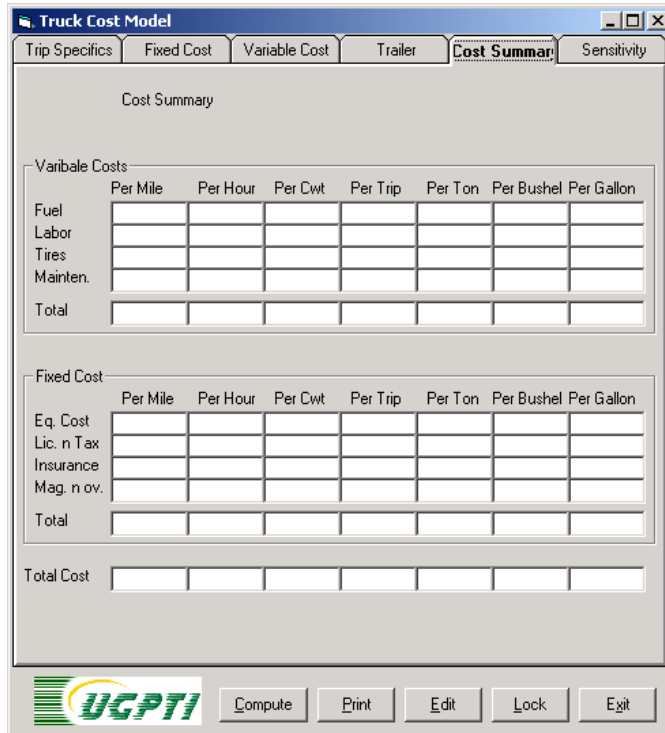 Truck Cost Model
Trip Specifics Fixed Cost Variable Cost Trailer Cost Summar Sensitivity
Cost Summary
Varibale Costs
Per Mile Per Hour Per Cwt Per Trip Per Ton Per Bushel Per Gallon
Fuel
Labor
Tires
Mainten.
Total
Fixed Cost
Per Mile Per Hour Per Cwt Per Trip Per Ton Per Bushel Per Gallon
Eq. Cost
Lic. n Tax
Insurance
Mag. n ov.
Total
Total Cost
UGPTI Compute Print Edit Lock Exit